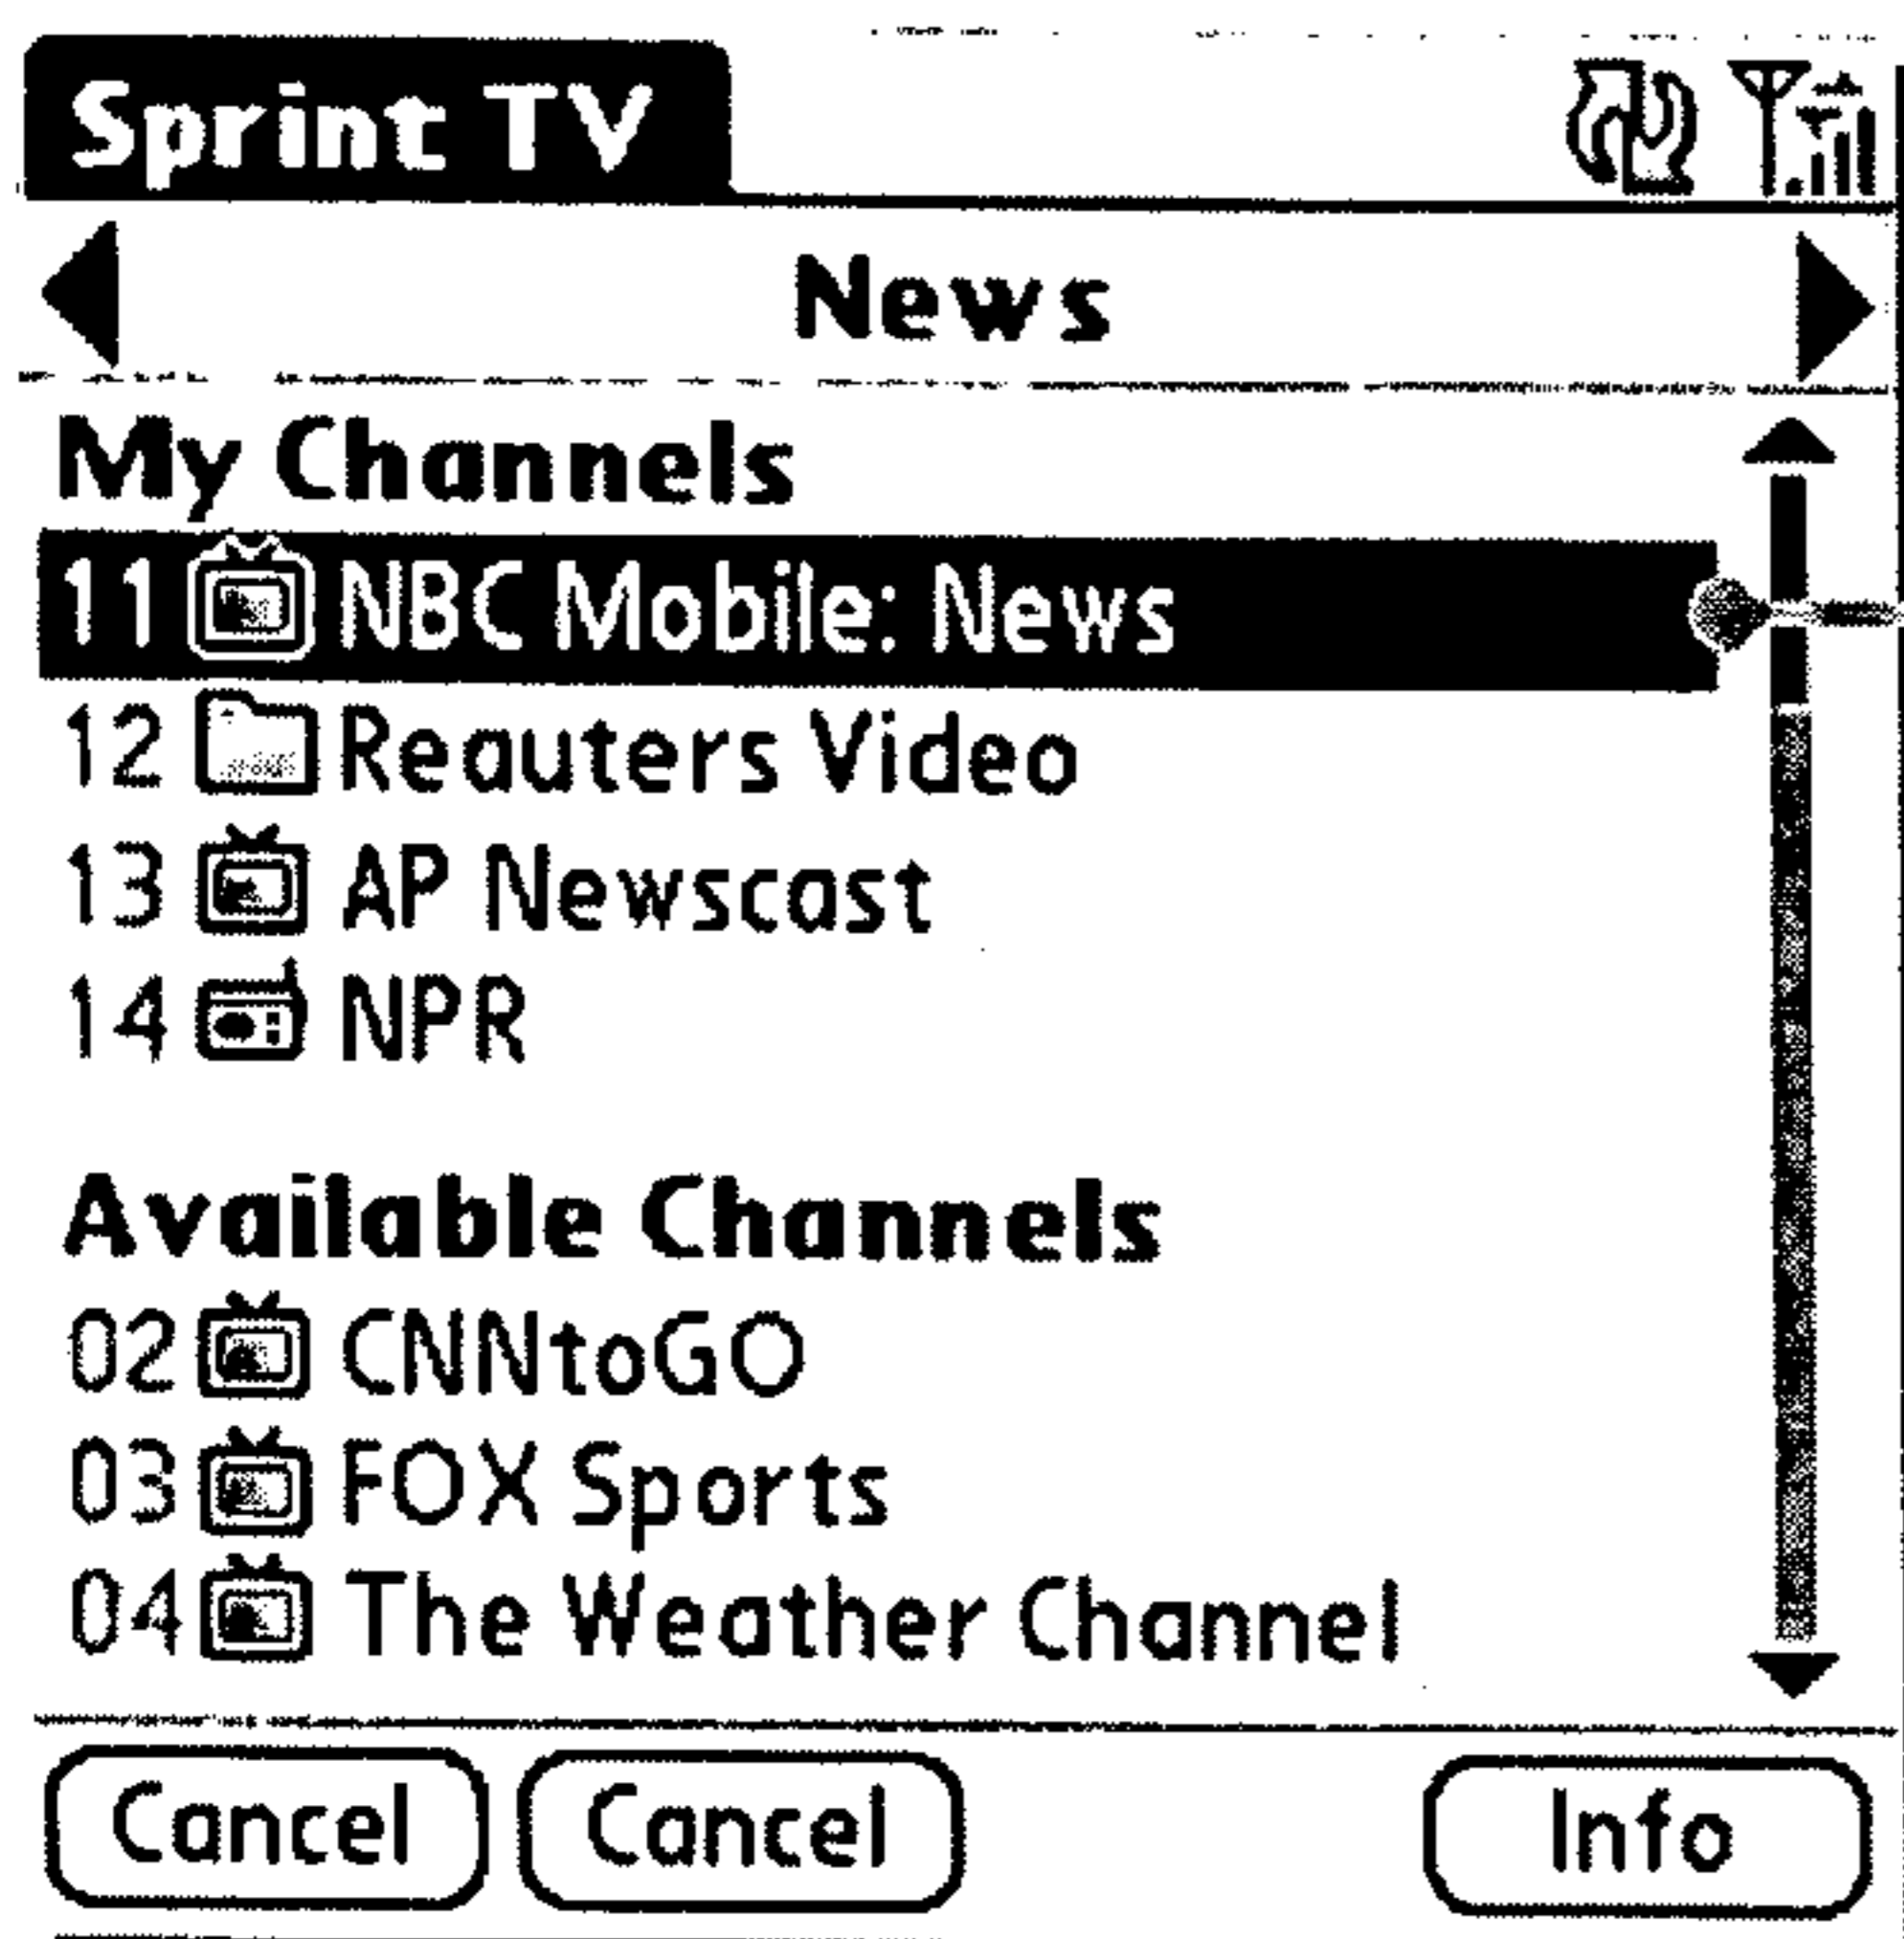 Sprint TV
News
My Channels
11 NBC Mobile: News
12 Reauters Video
13 AP Newscast
14 NPR
Available Channels
02 CNNtoGO
03 FOX Sports
04 The Weather Channel
Cancel Cancel Info